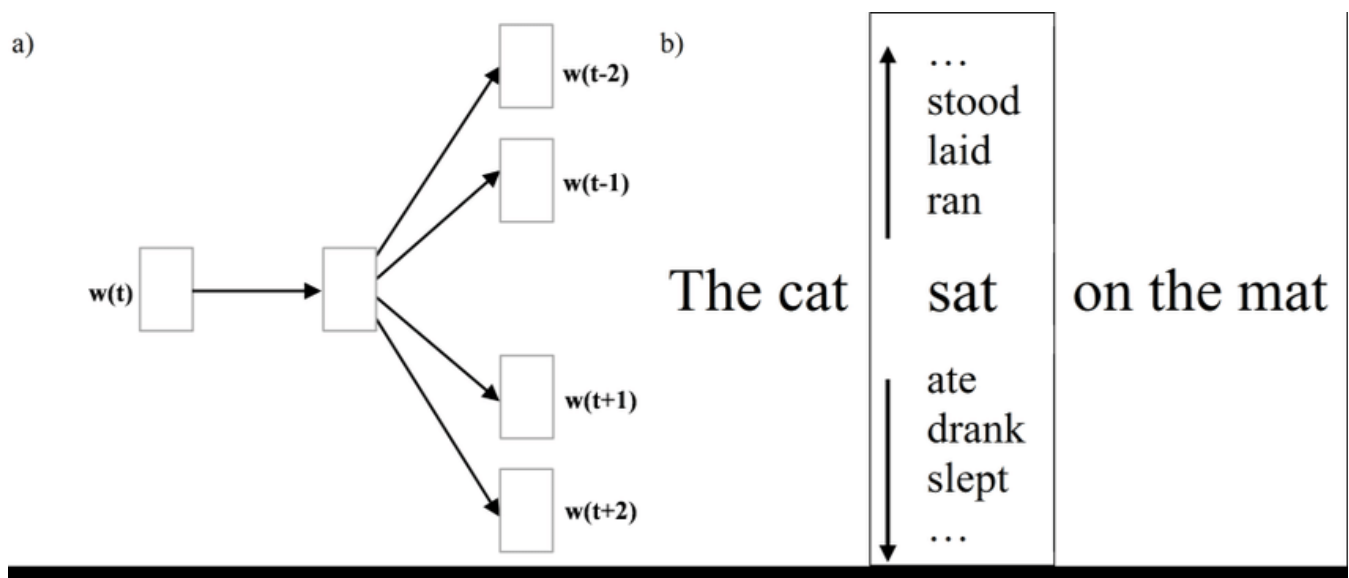 a)
w(t-2)
w(t-1)
w(t)
w(t+1)
w(t+2)
b)
…
stood
laid
ran
The cat sat on the mat
ate
drank
slept
…